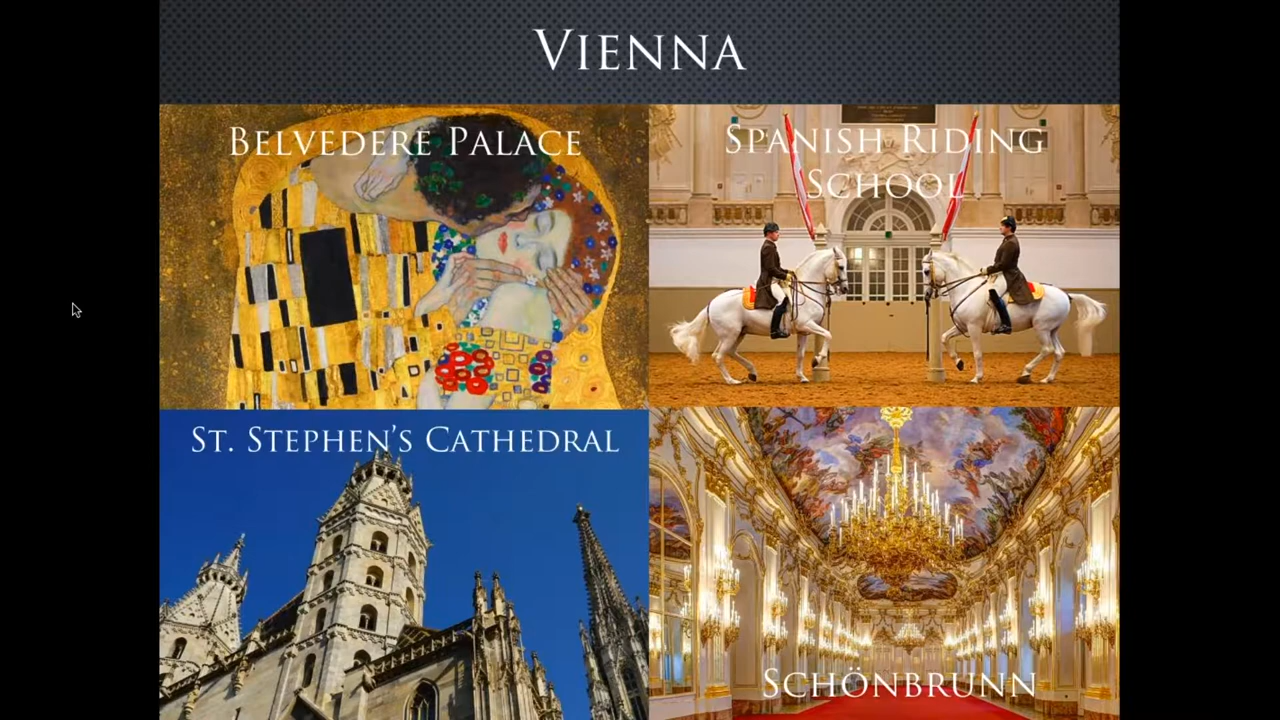 VIENNA
BELVEDERE PALACE
SPANISH RIDING
SCHOOL
ST. STEPHEN'S CATHEDRAL
SCHÖNBRUNN